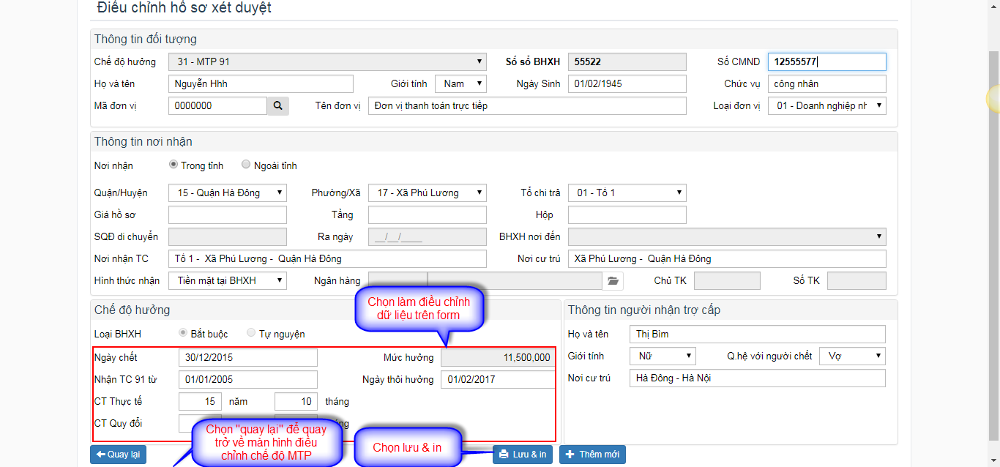 Điều chỉnh hồ sơ xét duyệt
Thông tin đối tượng
Chế độ hưởng 31 - MTP 91 Số sổ BHXH 55522 Số CMND 12555577
Họ và tên Nguyễn Hhh Giới tính Nam Ngày Sinh 01/02/1945 Chức vụ công nhân
Mã đơn vị 0000000 Tên đơn vị Đơn vị thanh toán trực tiếp Loại đơn vị 01 - Doanh nghiệp nh
Thông tin nơi nhận
Nơi nhận Trong tỉnh Ngoài tỉnh
Quận/Huyện 15 - Quận Hà Đông Phường/Xã 17 - Xã Phú Lương Tổ chi trả 01 - Tổ 1
Giá hồ sơ Tầng Hộp
SQĐ di chuyển Ra ngày __/__/____ BHXH nơi đến
Nơi nhận TC Tổ 1 - Xã Phú Lương - Quận Hà Đông Nơi cư trú Xã Phú Lương - Quận Hà Đông
Hình thức nhận Tiền mặt tại BHXH Ngân hàng Chủ TK Số TK
Chế độ hưởng
Chọn làm điều chỉnh
dữ liệu trên form
Loại BHXH Bắt buộc Tự nguyện
Ngày chết 30/12/2015 Mức hưởng 11,500,000
Nhận TC 91 từ 01/01/2005 Ngày thôi hưởng 01/02/2017
CT Thực tế 15 năm 10 tháng
CT Quy đổi
Thông tin người nhận trợ cấp
Họ và tên Thị Bìm
Giới tính Nữ Q.hệ với người chết Vợ
Nơi cư trú Hà Đông - Hà Nội
Chọn "quay lại" để quay
trở về màn hình điều
chỉnh chế độ MTP
Chọn lưu & in
Quay lại Lưu & in Thêm mới